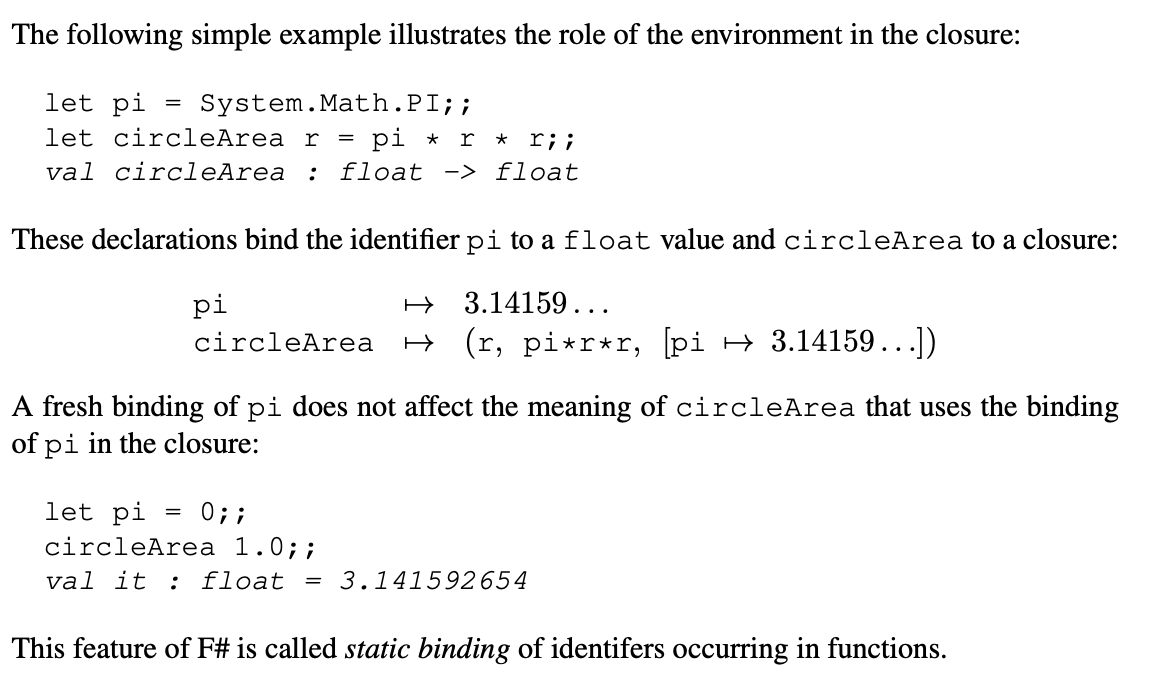 The following simple example illustrates the role of the environment in the closure:
let pi = System.Math.PI;;
let circleArea r = pi * r * r;;
val circleArea : float -> float
These declarations bind the identifier pi to a float value and circleArea to a closure:
pi ↦ 3.14159...
circleArea ↦ (r, pi*r*r, [pi ↦ 3.14159...])
A fresh binding of pi does not affect the meaning of circleArea that uses the binding
of pi in the closure:
let pi = 0;;
circleArea 1.0;;
val it : float = 3.141592654
This feature of F# is called static binding of identifers occurring in functions.